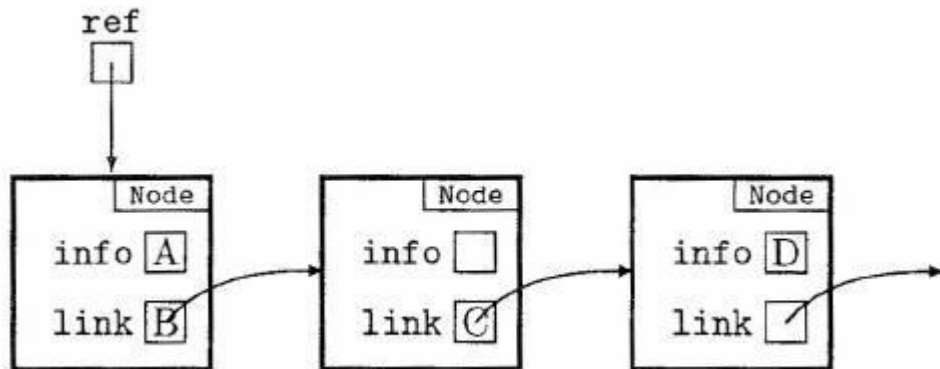 ref
Node Node Node
info A info info D
link B link C link